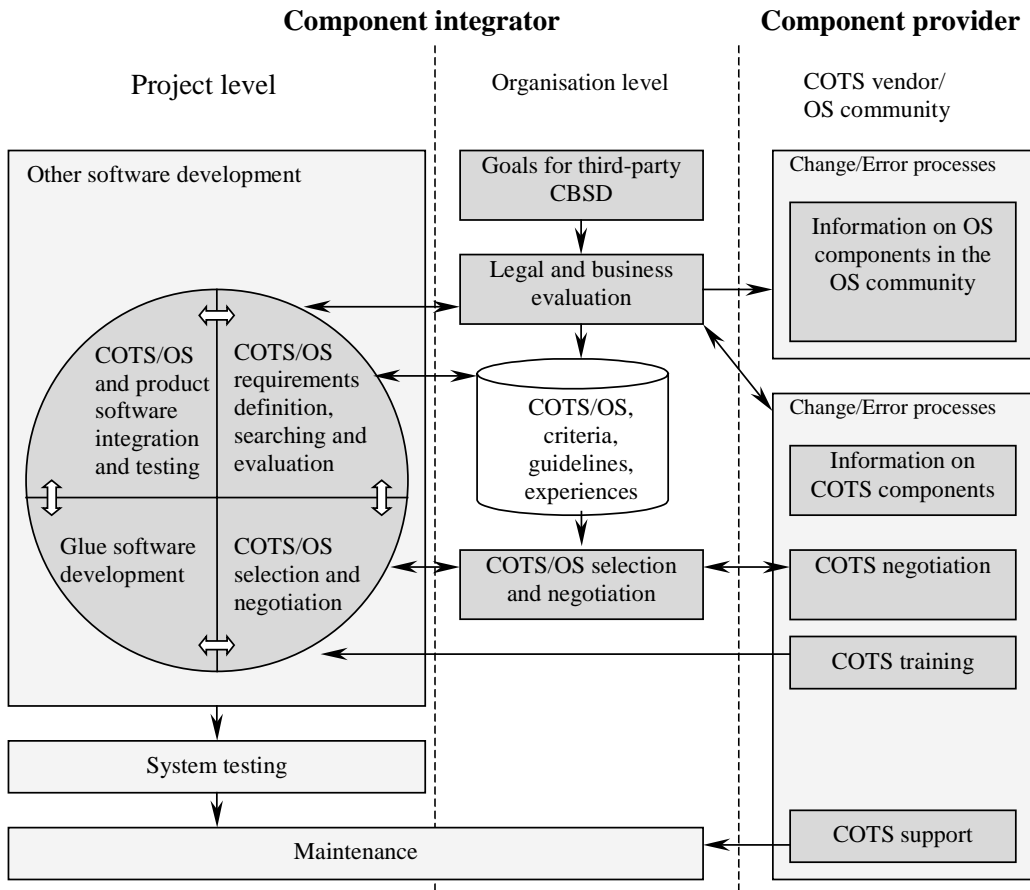 Component integrator
Component provider
Project level
Organisation level
COTS vendor/
OS community
Other software development
COTS/OS
and product
software
integration
and testing
COTS/OS
requirements
definition,
searching and
evaluation
Glue software
development
COTS/OS
selection and
negotiation
System testing
Maintenance
Goals for third-party
CBSD
Legal and business
evaluation
COTS/OS,
criteria,
guidelines,
experiences
COTS/OS selection
and negotiation
Change/Error processes
Information on OS
components in the
OS community
Change/Error processes
Information on
COTS components
COTS negotiation
COTS training
COTS support